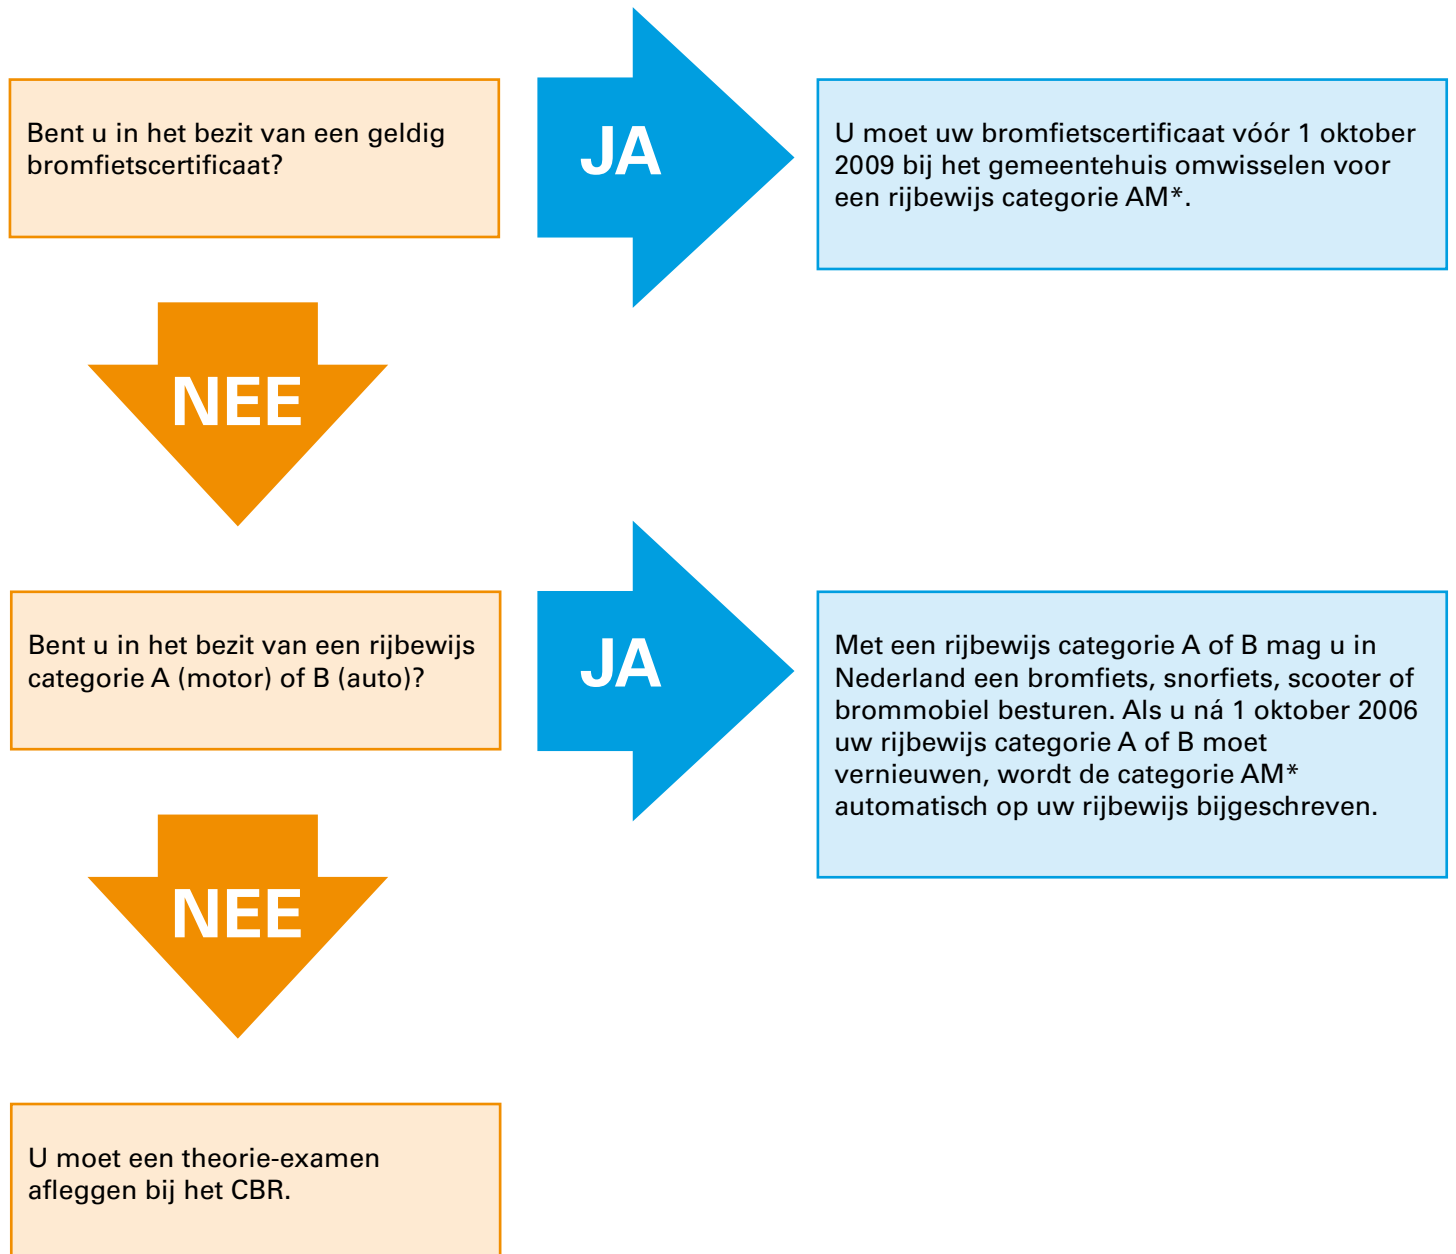 Bent u in het bezit van een geldig
bromfietscertificaat?
JA
U moet uw bromfietscertificaat vóór 1 oktober
2009 bij het gemeentehuis omwisselen voor
een rijbewijs categorie AM*.
NEE
Bent u in het bezit van een rijbewijs
categorie A (motor) of B (auto)?
JA
Met een rijbewijs categorie A of B mag u in
Nederland een bromfiets, snorfiets, scooter of
brommobiel besturen. Als u ná 1 oktober 2006
uw rijbewijs categorie A of B moet
vernieuwen, wordt de categorie AM*
automatisch op uw rijbewijs bijgeschreven.
NEE
U moet een theorie-examen
afleggen bij het CBR.